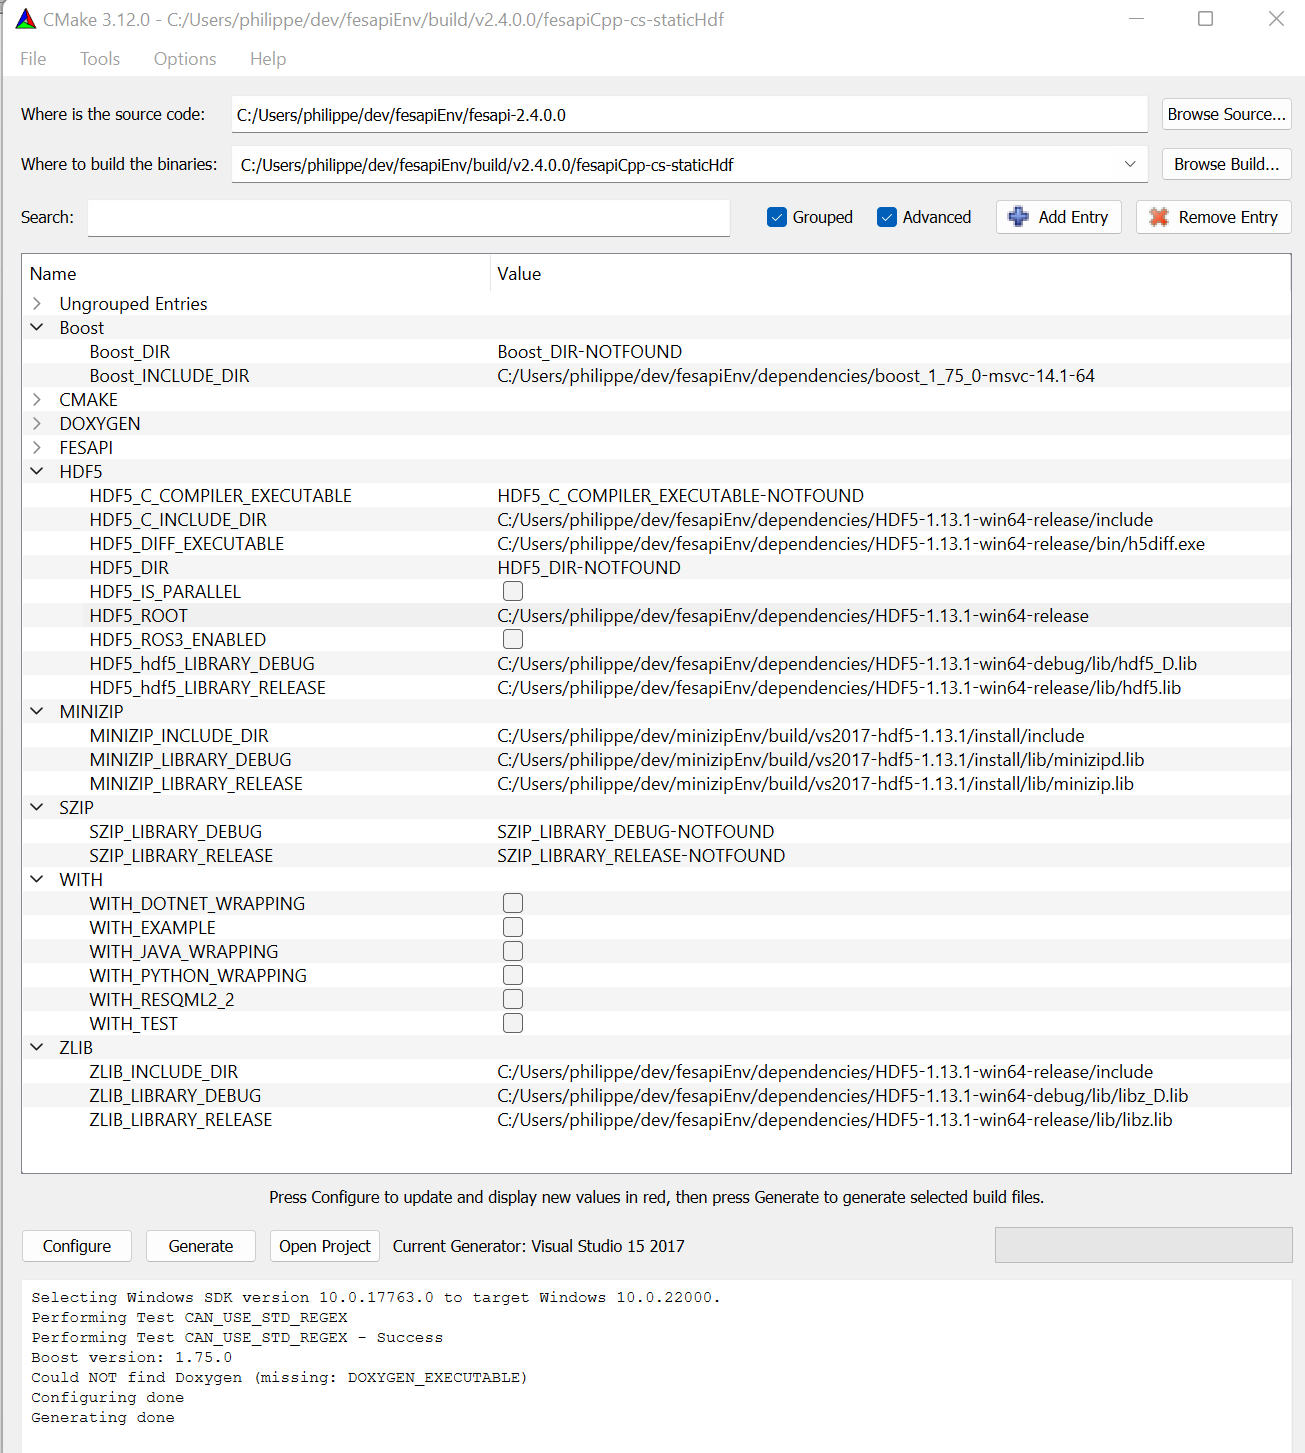 CMake 3.12.0 - C:/Users/philippe/dev/fesapiEnv/build/v2.4.0.0/fesapiCpp-cs-staticHdf
File Tools Options Help
Where is the source code: C:/Users/philippe/dev/fesapiEnv/fesapi-2.4.0.0 Browse Source...
Where to build the binaries: C:/Users/philippe/dev/fesapiEnv/build/v2.4.0.0/fesapiCpp-cs-staticHdf Browse Build...
Search: Grouped Advanced Add Entry Remove Entry
Name Value
Ungrouped Entries
Boost
Boost_DIR Boost_DIR-NOTFOUND
Boost_INCLUDE_DIR C:/Users/philippe/dev/fesapiEnv/dependencies/boost_1_75_0-msvc-14.1-64
CMAKE
DOXYGEN
FESAPI
HDF5
HDF5_C_COMPILER_EXECUTABLE HDF5_C_COMPILER_EXECUTABLE-NOTFOUND
HDF5_C_INCLUDE_DIR C:/Users/philippe/dev/fesapiEnv/dependencies/HDF5-1.13.1-win64-release/include
HDF5_DIFF_EXECUTABLE C:/Users/philippe/dev/fesapiEnv/dependencies/HDF5-1.13.1-win64-release/bin/h5diff.exe
HDF5_DIR HDF5_DIR-NOTFOUND
HDF5_IS_PARALLEL
HDF5_ROOT C:/Users/philippe/dev/fesapiEnv/dependencies/HDF5-1.13.1-win64-release
HDF5_ROS3_ENABLED
HDF5_hdf5_LIBRARY_DEBUG C:/Users/philippe/dev/fesapiEnv/dependencies/HDF5-1.13.1-win64-debug/lib/hdf5_D.lib
HDF5_hdf5_LIBRARY_RELEASE C:/Users/philippe/dev/fesapiEnv/dependencies/HDF5-1.13.1-win64-release/lib/hdf5.lib
MINIZIP
MINIZIP_INCLUDE_DIR C:/Users/philippe/dev/minizipEnv/build/vs2017-hdf5-1.13.1/install/include
MINIZIP_LIBRARY_DEBUG C:/Users/philippe/dev/minizipEnv/build/vs2017-hdf5-1.13.1/install/lib/minizipd.lib
MINIZIP_LIBRARY_RELEASE C:/Users/philippe/dev/minizipEnv/build/vs2017-hdf5-1.13.1/install/lib/minizip.lib
SZIP
SZIP_LIBRARY_DEBUG SZIP_LIBRARY_DEBUG-NOTFOUND
SZIP_LIBRARY_RELEASE SZIP_LIBRARY_RELEASE-NOTFOUND
WITH
WITH_DOTNET_WRAPPING
WITH_EXAMPLE
WITH_JAVA_WRAPPING
WITH_PYTHON_WRAPPING
WITH_RESQML2_2
WITH_TEST
ZLIB
ZLIB_INCLUDE_DIR C:/Users/philippe/dev/fesapiEnv/dependencies/HDF5-1.13.1-win64-release/include
ZLIB_LIBRARY_DEBUG C:/Users/philippe/dev/fesapiEnv/dependencies/HDF5-1.13.1-win64-debug/lib/libz_D.lib
ZLIB_LIBRARY_RELEASE C:/Users/philippe/dev/fesapiEnv/dependencies/HDF5-1.13.1-win64-release/lib/libz.lib
Press Configure to update and display new values in red, then press Generate to generate selected build files.
Configure Generate Open Project Current Generator: Visual Studio 15 2017
Selecting Windows SDK version 10.0.17763.0 to target Windows 10.0.22000.
Performing Test CAN_USE_STD_REGEX
Performing Test CAN_USE_STD_REGEX - Success
Boost version: 1.75.0
Could NOT find Doxygen (missing: DOXYGEN_EXECUTABLE)
Configuring done
Generating done